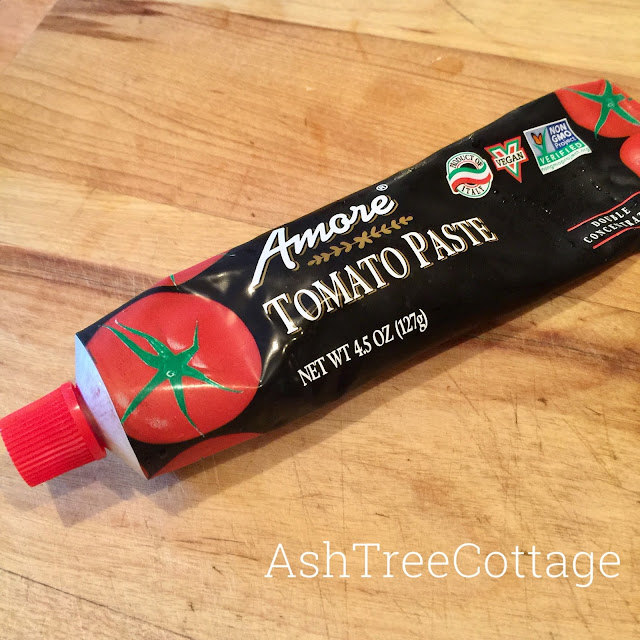 Amore®
TOMATO PASTE
NET WT 4.5 OZ (127g)
PRODUCT OF
ITALY
VEGAN
NON
GMO
Project
VERIFIED
DOUBLE
AshTreeCottage